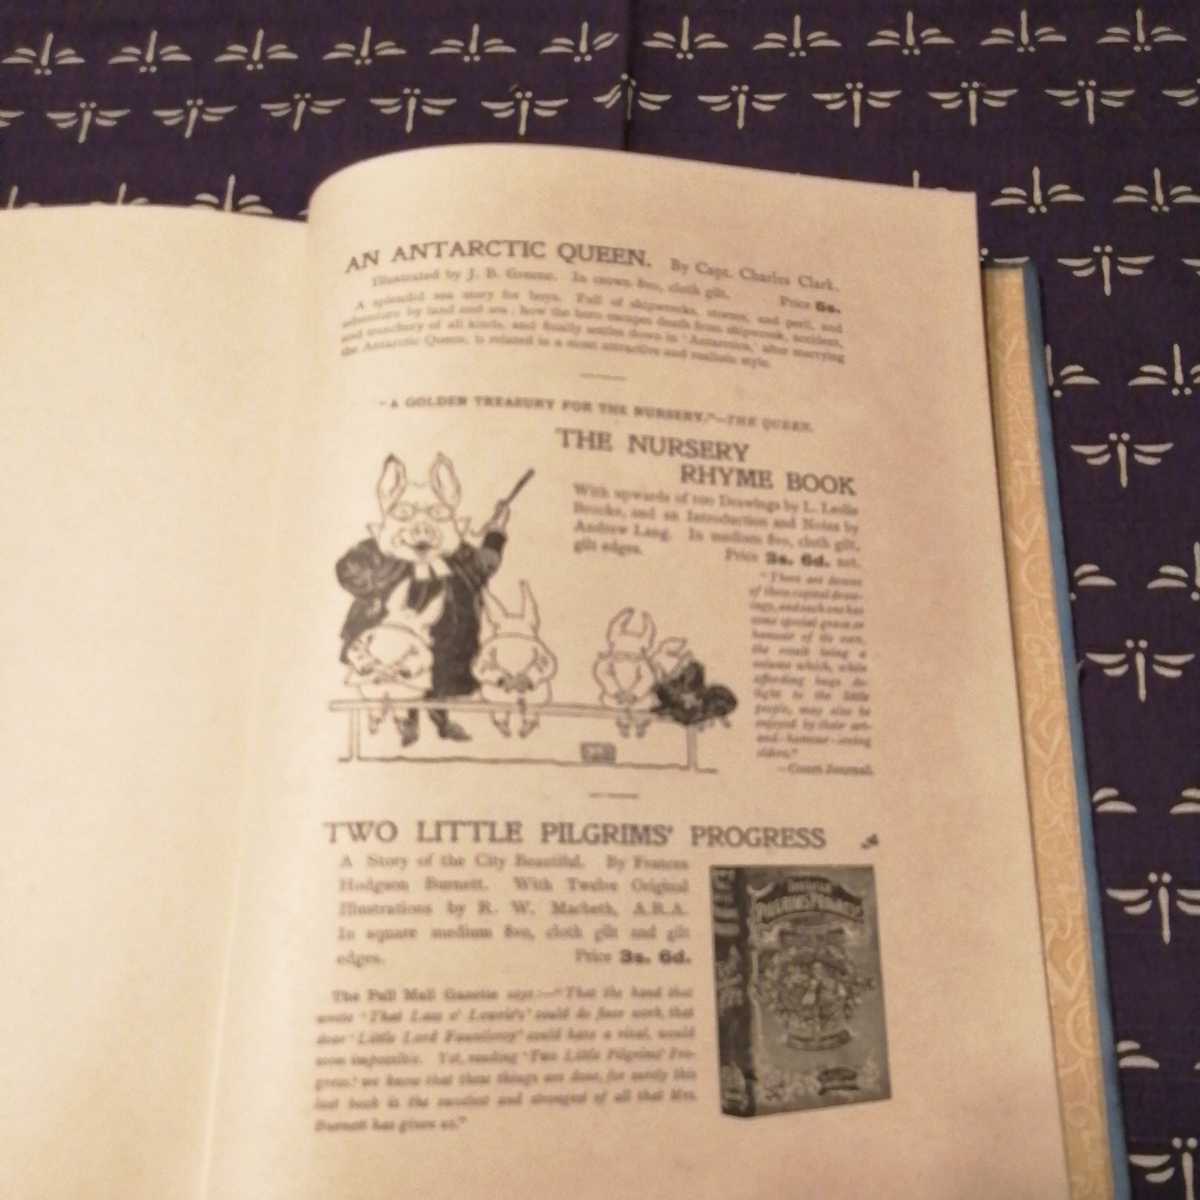 AN ANTARCTIC QUEEN. By Capt. Charles Clark.
Illustrated by J. B. Greene. In crown 8vo, cloth gilt. Price 5s.
A splendid sea story for boys. Full of shipwrecks, storms, and peril, and
adventure by land and sea; how the hero escapes death from shipwreck, accident,
and treachery of all kinds, and finally settles down in 'Antarctica,' after marrying
the Antarctic Queen, is related in a most attractive and realistic style.
"A GOLDEN TREASURY FOR THE NURSERY."—THE QUEEN.
THE NURSERY
RHYME BOOK
With upwards of 100 Drawings by L. Leslie
Brooke, and an Introduction and Notes by
Andrew Lang. In medium 8vo, cloth gilt,
gilt edges. Price 3s. 6d. net.
"There are dozens
of these capital draw-
ings, and each one has
some special grace or
humour of its own,
the result being a
volume which, while
affording huge de-
light to the little
people, may also be
enjoyed by their art-
and-humour-loving
elders."
—Court Journal.
TWO LITTLE PILGRIMS' PROGRESS
A Story of the City Beautiful. By Frances
Hodgson Burnett. With Twelve Original
Illustrations by R. W. Macbeth, A.R.A.
In square medium 8vo, cloth gilt and gilt
edges. Price 3s. 6d.
The Pall Mall Gazette says:—"That the hand that
wrote 'That Lass o' Lowrie's' could do finer work, that
dear 'Little Lord Fauntleroy' could have a rival, would
seem impossible. Yet, reading 'Two Little Pilgrims' Pro-
gress,' we know that these things are done, for surely this
last book is the sweetest and strongest of all that Mrs.
Burnett has given us."
PILGRIMS PROGRESS